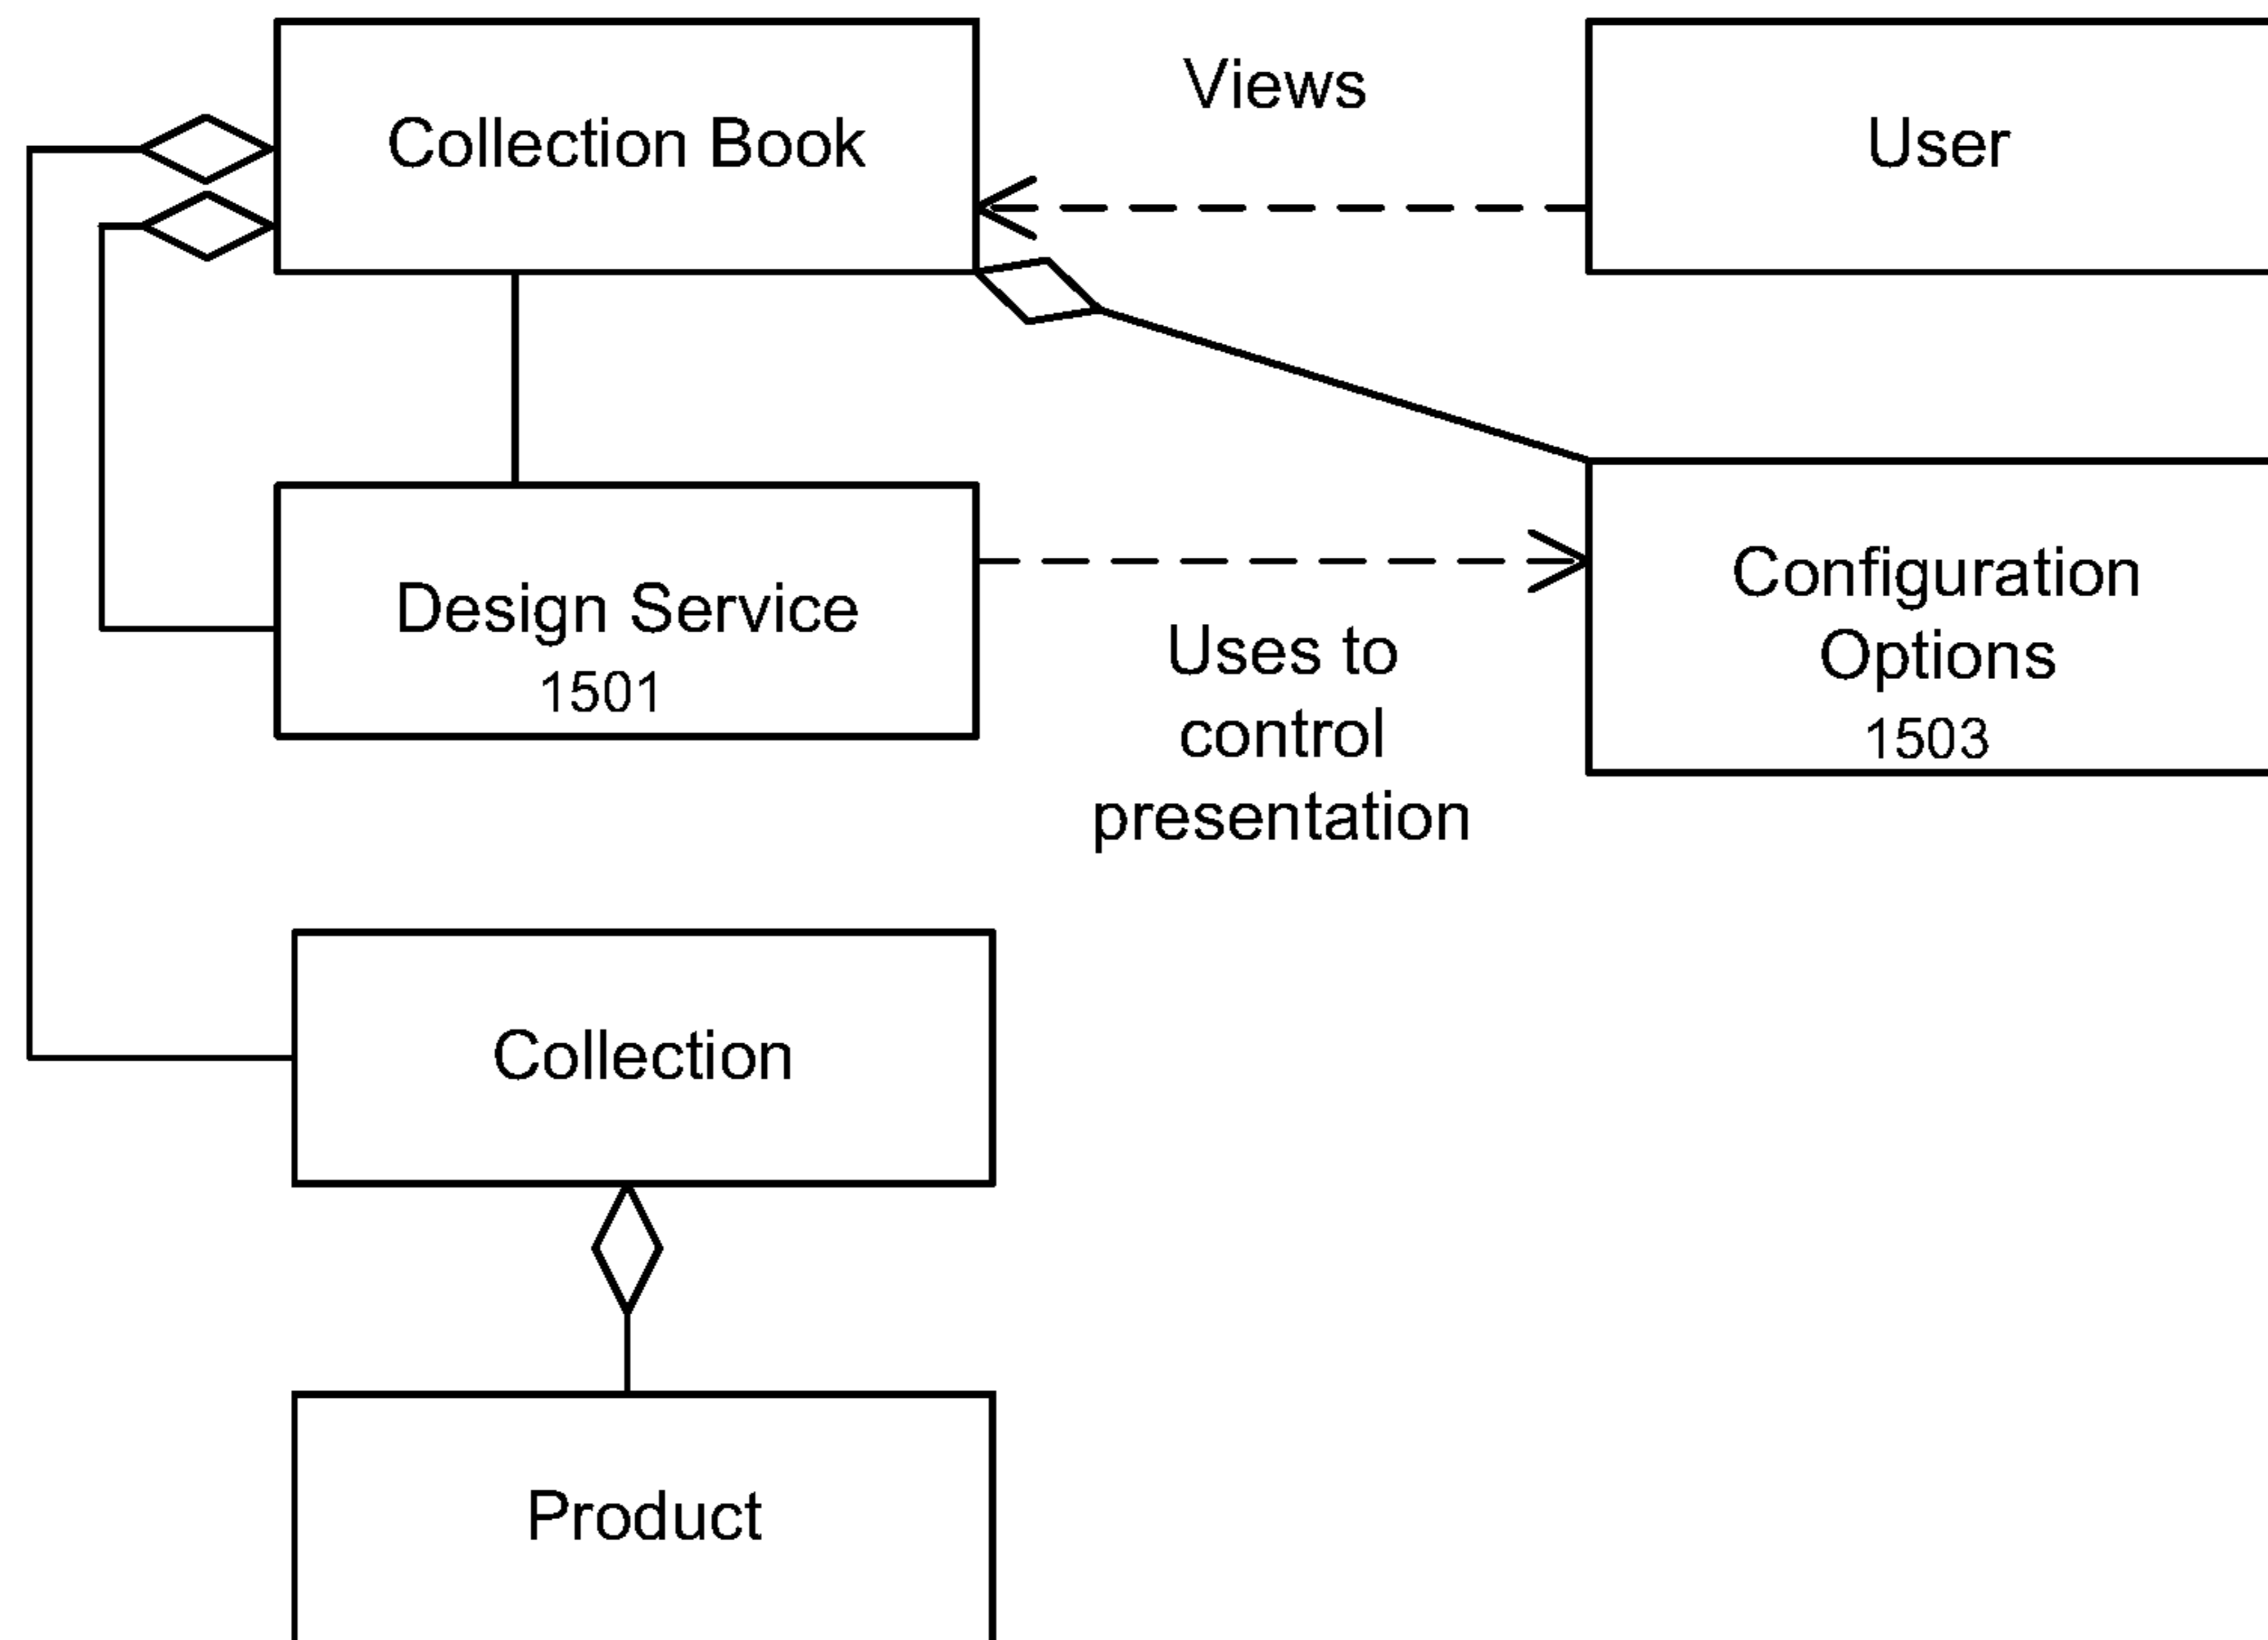 Collection Book
Views
User
Design Service
1501
Uses to
control
presentation
Configuration
Options
1503
Collection
Product